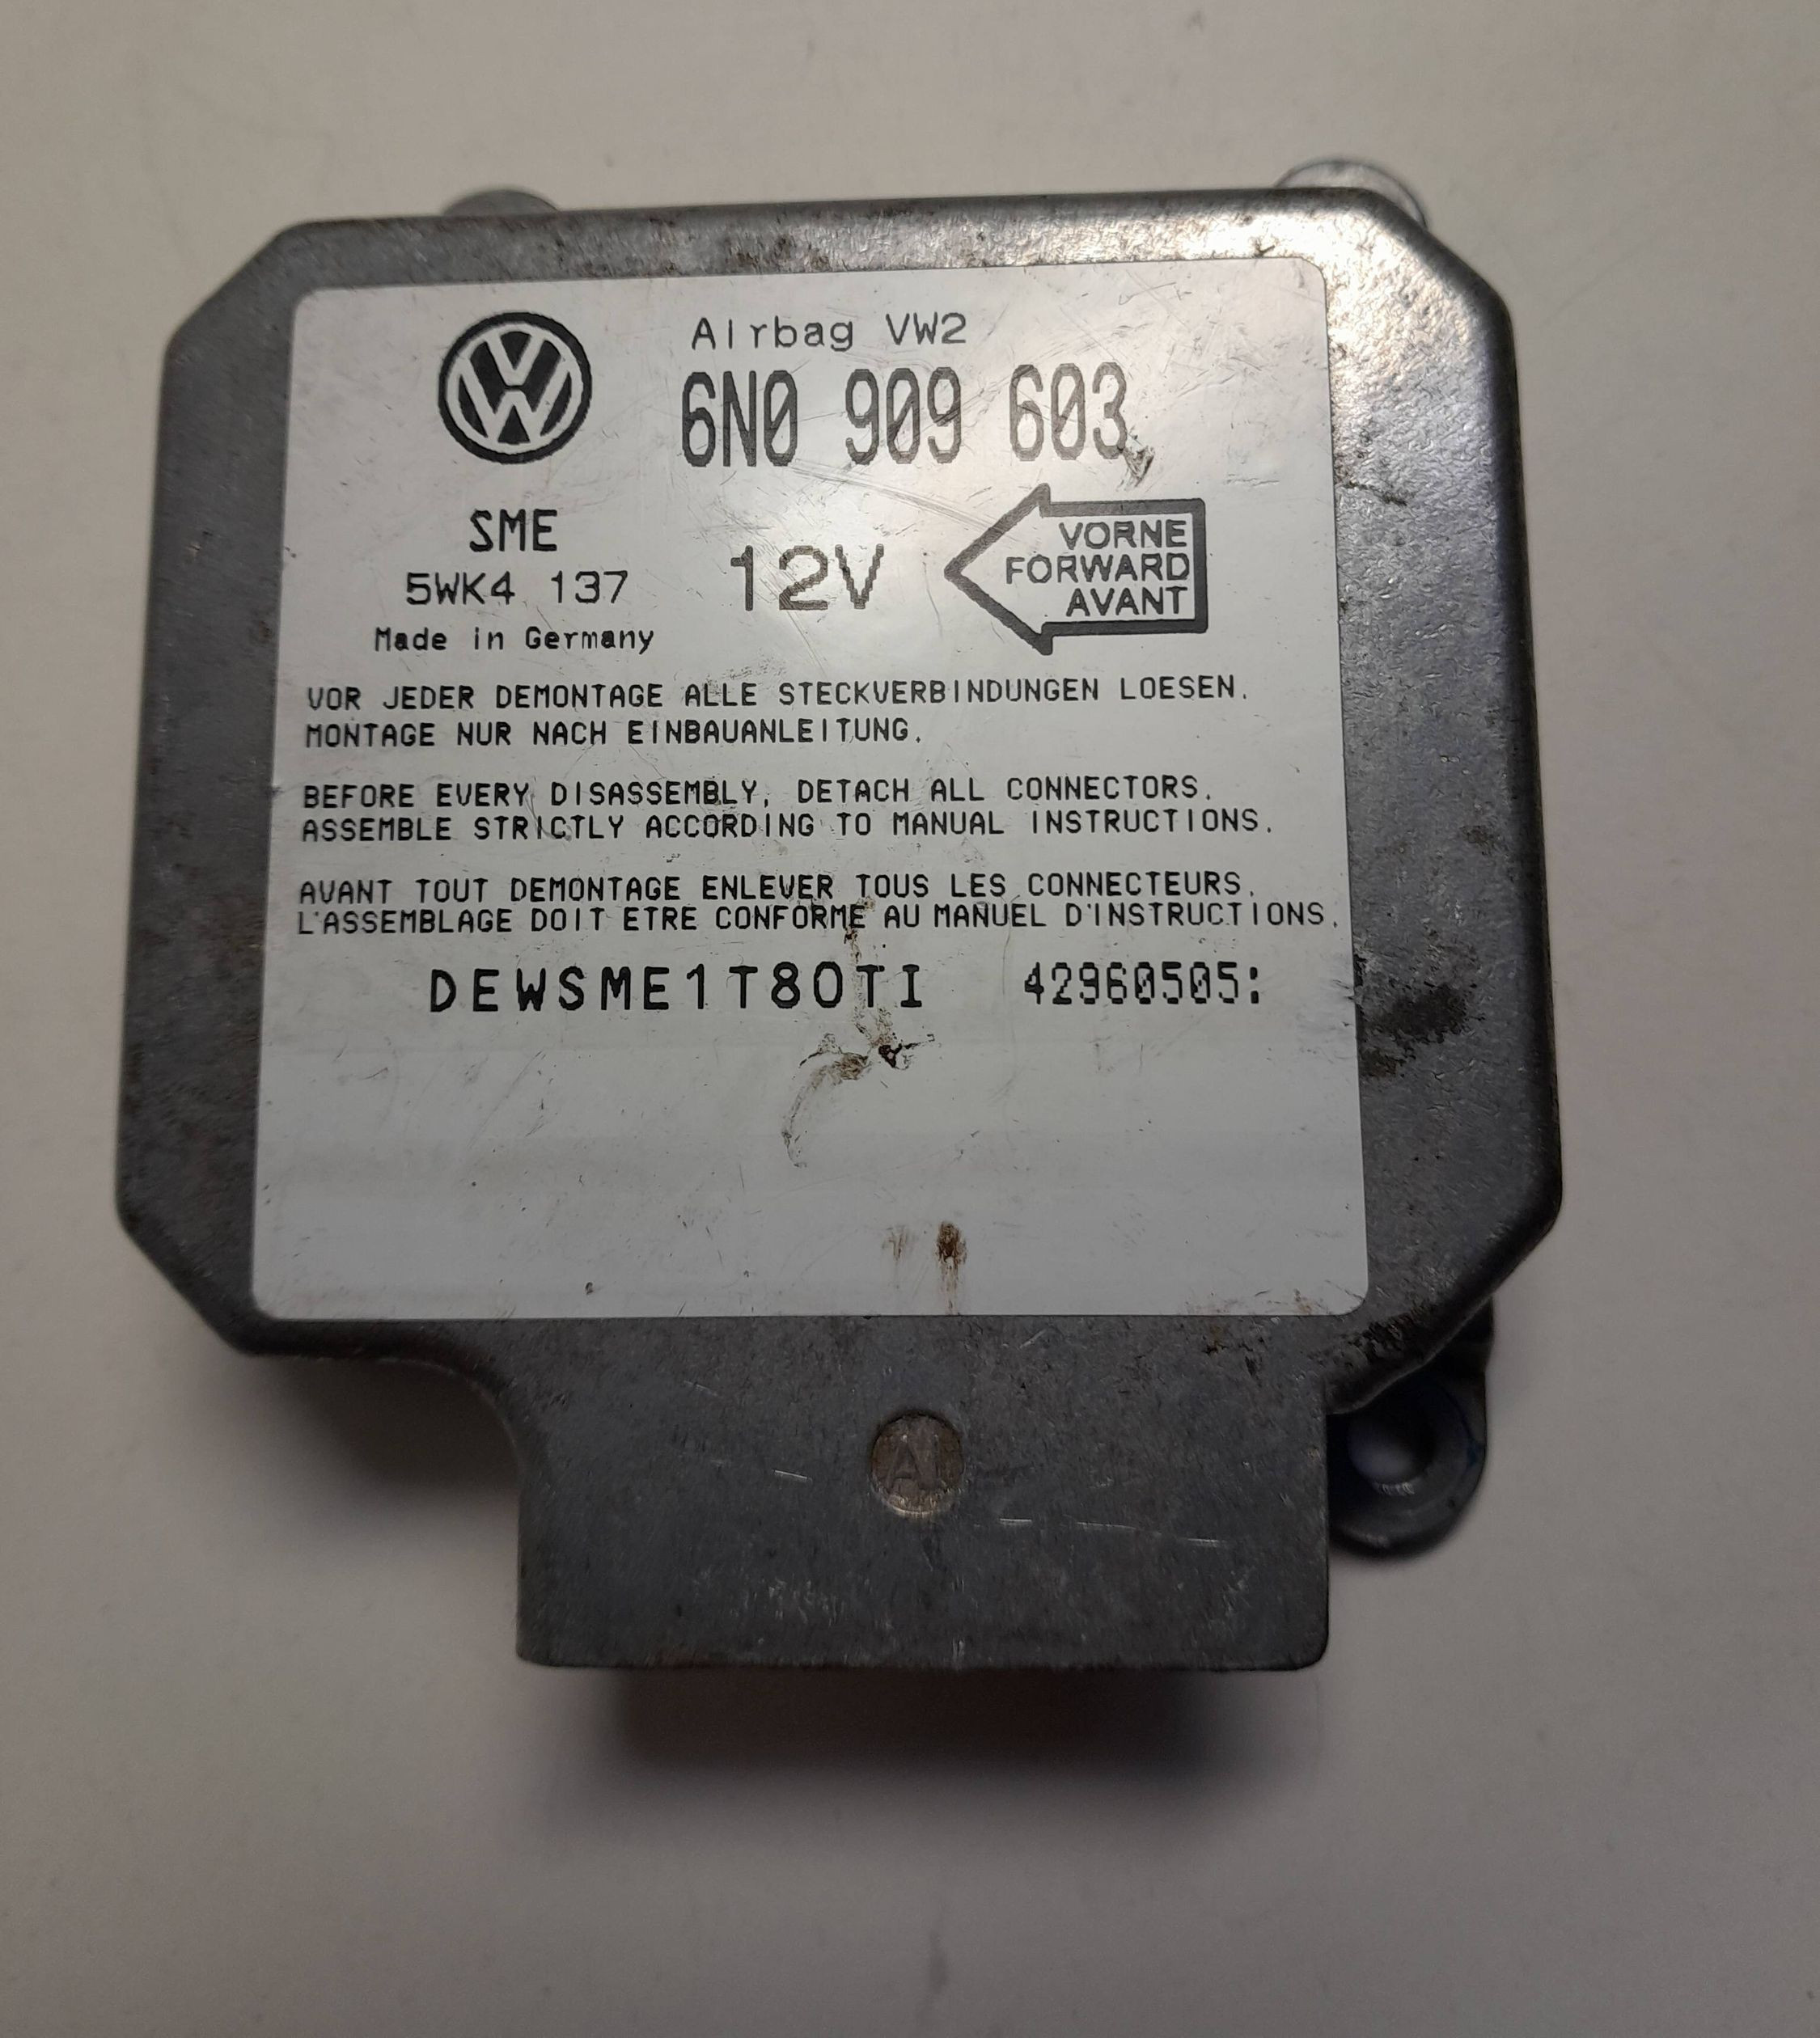 Airbag VW2
6N0 909 603
SME
5WK4 137
Made in Germany
12V
VORNE
FORWARD
AVANT
VOR JEDER DEMONTAGE ALLE STECKVERBINDUNGEN LOESEN.
MONTAGE NUR NACH EINBAUANLEITUNG.
BEFORE EVERY DISASSEMBLY, DETACH ALL CONNECTORS.
ASSEMBLE STRICTLY ACCORDING TO MANUAL INSTRUCTIONS.
AVANT TOUT DEMONTAGE ENLEVER TOUS LES CONNECTEURS.
L'ASSEMBLAGE DOIT ETRE CONFORME AU MANUEL D'INSTRUCTIONS.
DEWSME1T80TI 42960505:
Al